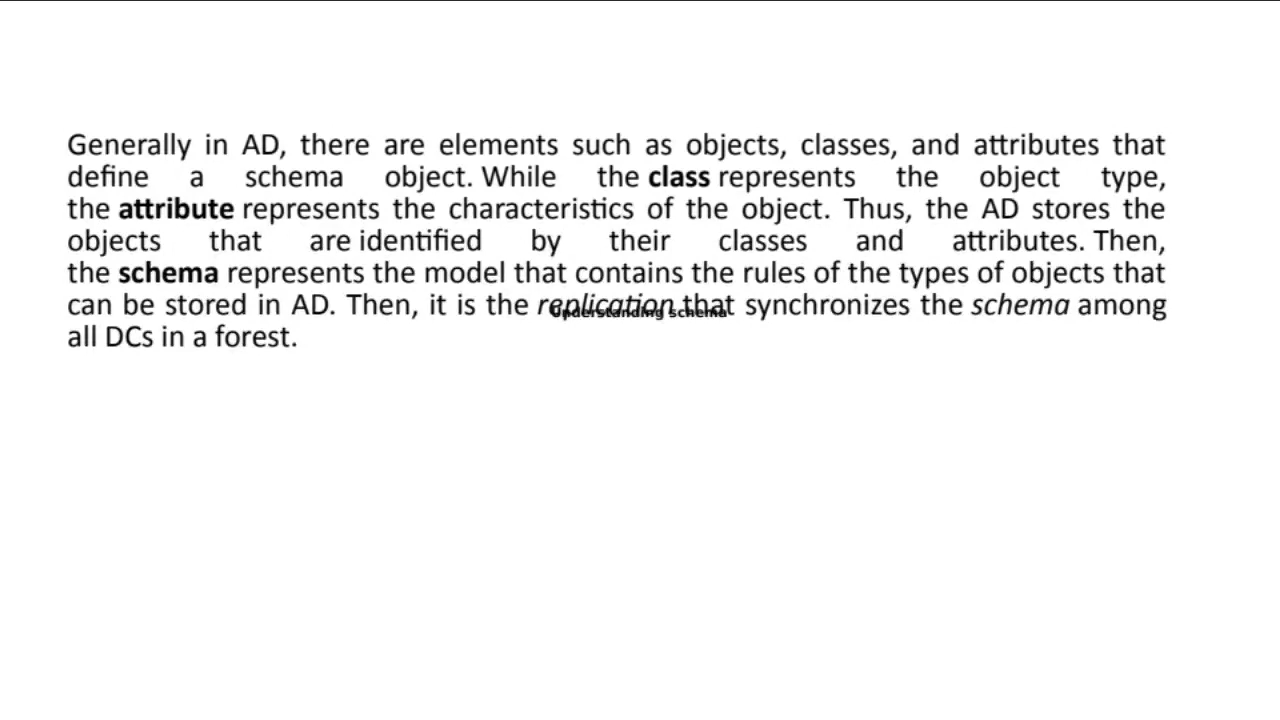 Generally in AD, there are elements such as objects, classes, and attributes that
define a schema object. While the class represents the object type,
the attribute represents the characteristics of the object. Thus, the AD stores the
objects that are identified by their classes and attributes. Then,
the schema represents the model that contains the rules of the types of objects that
can be stored in AD. Then, it is the replication that synchronizes the schema among
Understanding schema
all DCs in a forest.